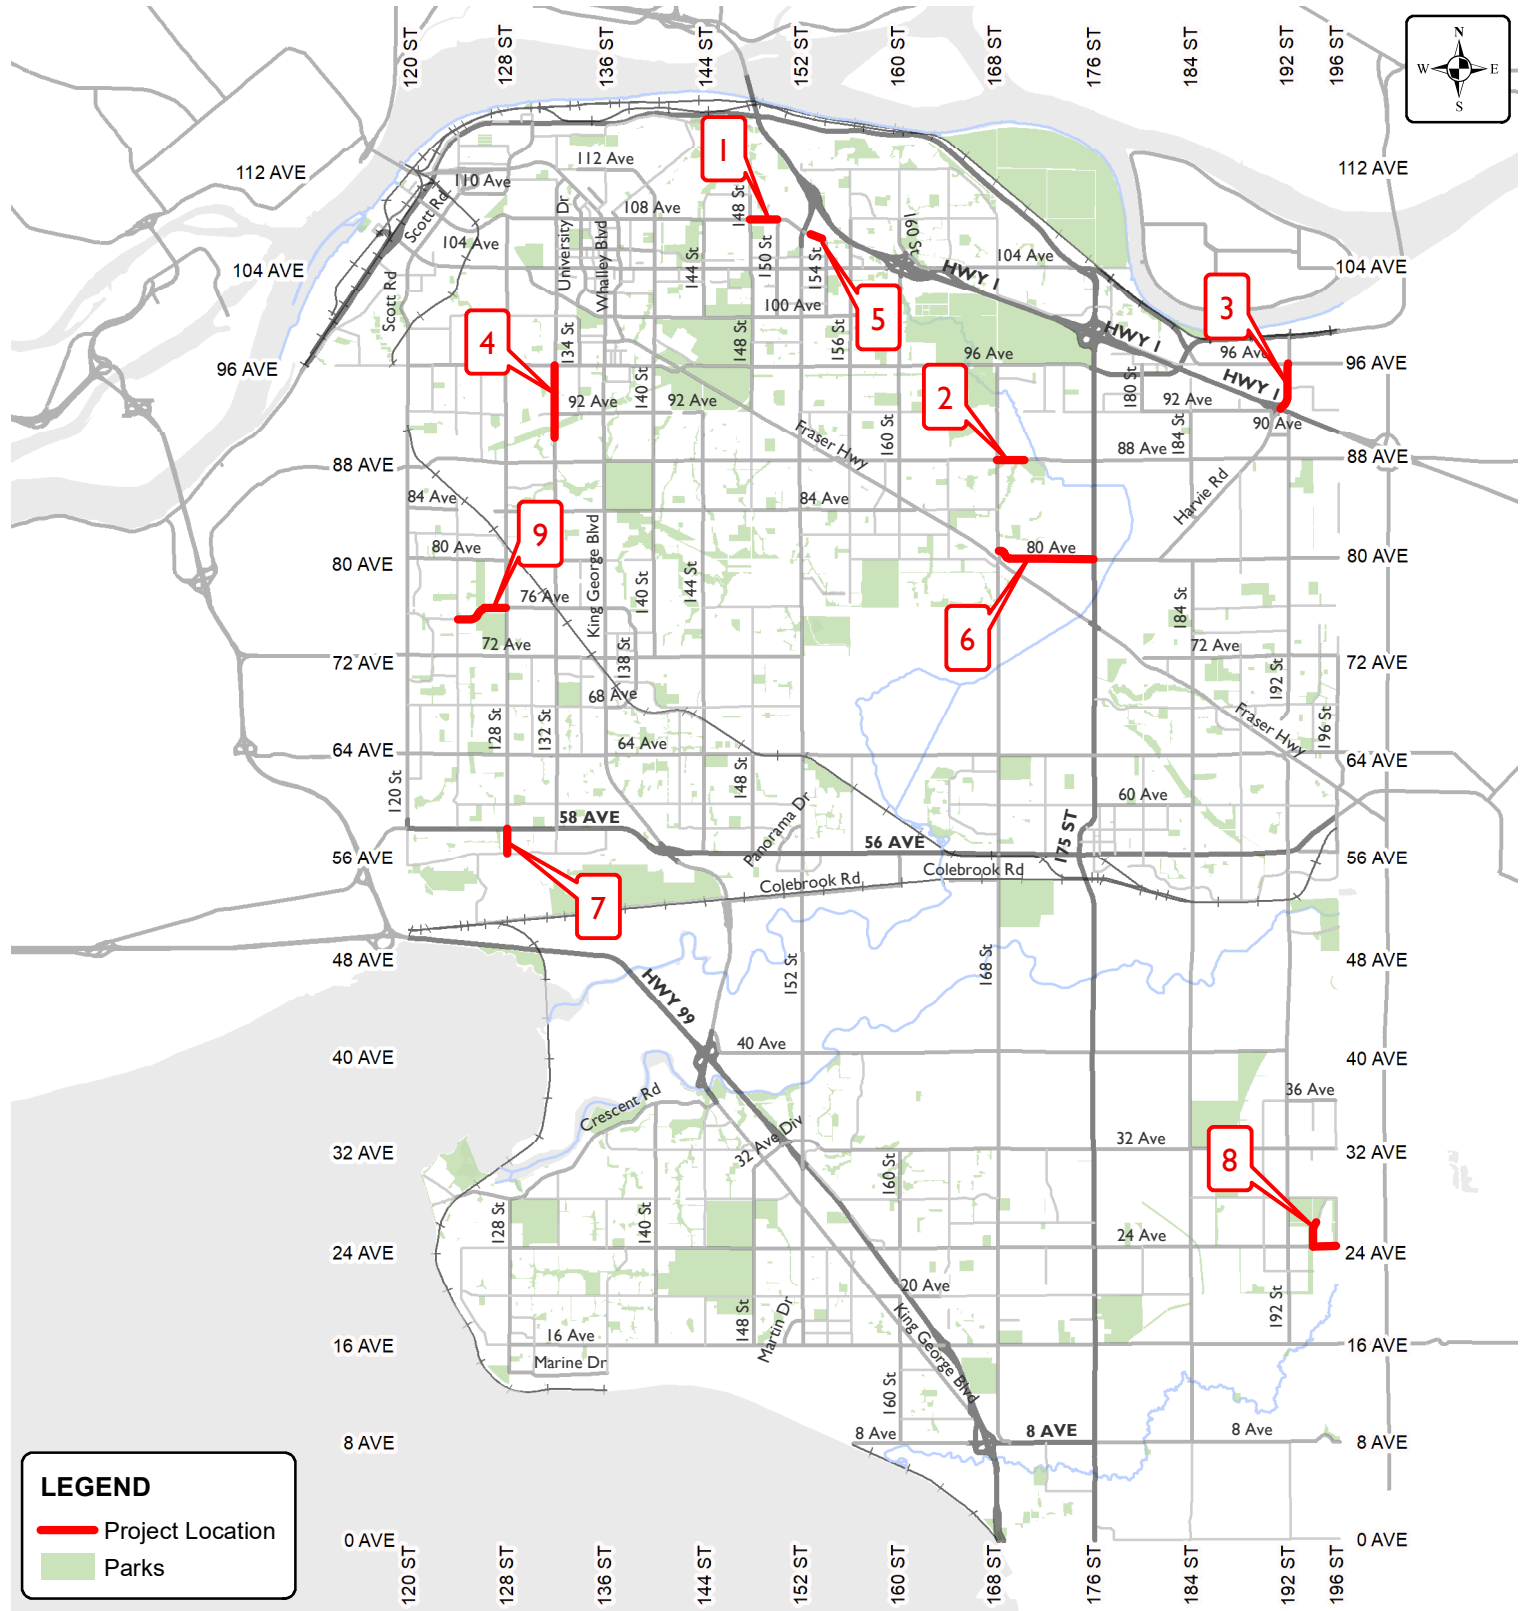 120 ST
128 ST
136 ST
144 ST
152 ST
160 ST
168 ST
176 ST
184 ST
192 ST
196 ST
N
W
E
S
112 AVE
112 AVE
112 Ave
110 Ave
1
148 St
160 St
Scott Rd
University Dr
Whalley Blvd
108 Ave
104 Ave
104 Ave
104 AVE
104 AVE
144 St
150 St
154 St
HWY 1
100 Ave
5
3
Scott Rd
4
134 St
148 St
156 St
96 Ave
HWY 1
96 Ave
96 AVE
96 AVE
140 St
92 Ave
92 Ave
2
180 St
92 Ave
HWY 1
90 Ave
Fraser Hwy
160 St
88 Ave
184 St
88 AVE
88 AVE
84 Ave
84 Ave
Harvie Rd
9
80 Ave
King George Blvd
80 Ave
80 AVE
80 AVE
76 Ave
140 St
144 St
184 St
6
72 Ave
138 St
72 Ave
72 AVE
72 AVE
68 Ave
192 St
128 St
132 St
64 Ave
Fraser Hwy
196 St
64 AVE
64 AVE
120 St
148 St
60 Ave
58 AVE
Panorama Dr
56 AVE
175 ST
56 AVE
56 AVE
Colebrook Rd
Colebrook Rd
7
48 AVE
48 AVE
152 St
168 St
HWY 99
40 Ave
40 AVE
40 AVE
36 Ave
Crescent Rd
32 Ave Div
32 Ave
32 AVE
32 AVE
8
160 St
128 St
140 St
24 Ave
24 AVE
24 AVE
20 Ave
148 St
Martin Dr
King George Blvd
192 St
16 Ave
16 AVE
16 AVE
Marine Dr
160 St
8 Ave
8 AVE
8 Ave
8 AVE
8 AVE
LEGEND
Project Location
Parks
0 AVE
0 AVE
120 ST
128 ST
136 ST
144 ST
152 ST
160 ST
168 ST
176 ST
184 ST
192 ST
196 ST